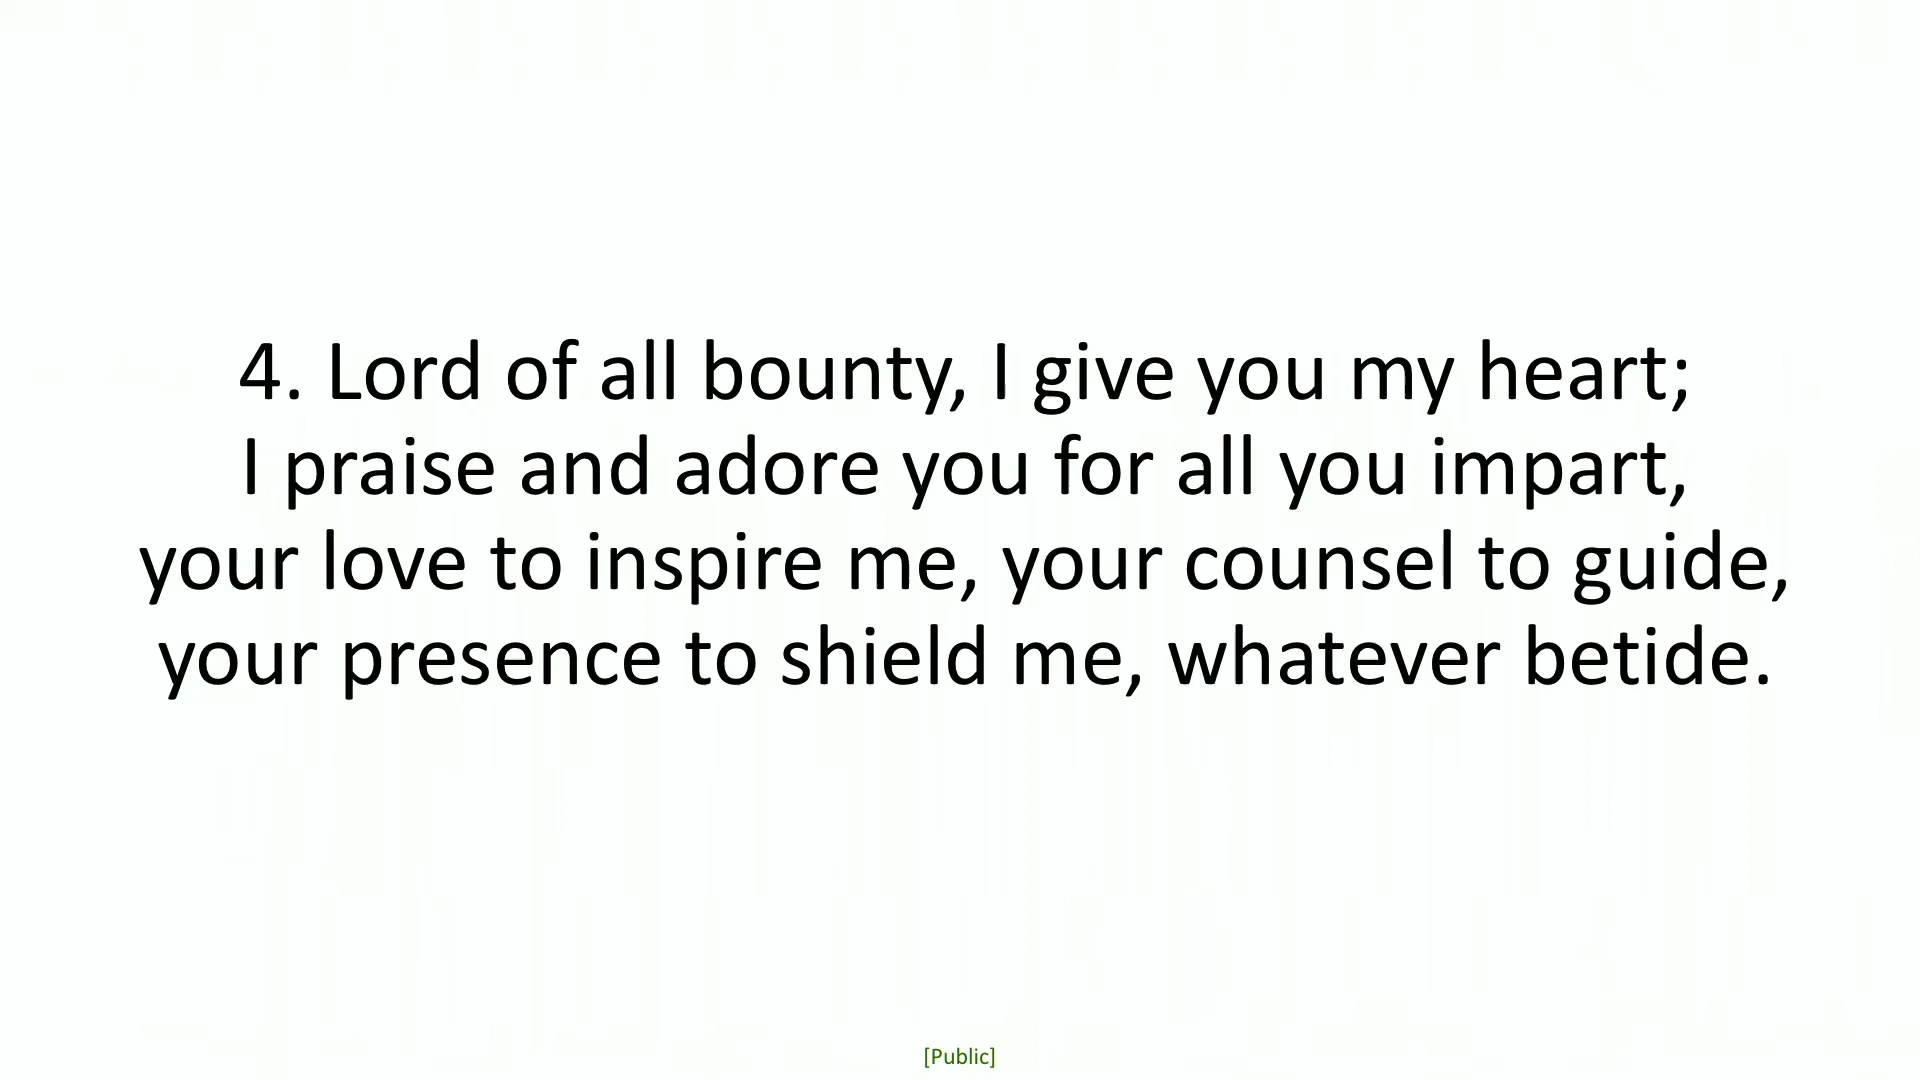 4. Lord of all bounty, I give you my heart;
I praise and adore you for all you impart,
your love to inspire me, your counsel to guide,
your presence to shield me, whatever betide.
[Public]